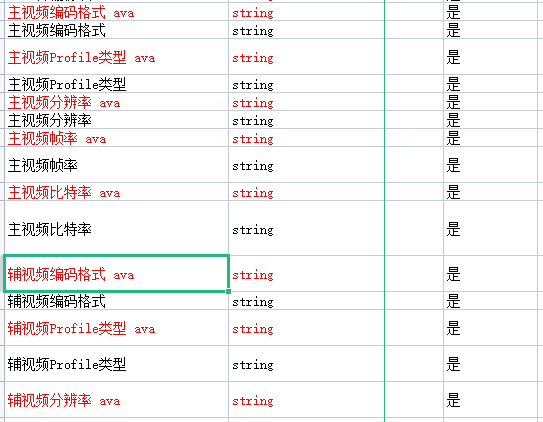 主视频编码格式 ava string 是
主视频编码格式 string 是
主视频Profile类型 ava string 是
主视频Profile类型 string 是
主视频分辨率 ava string 是
主视频分辨率 string 是
主视频帧率 ava string 是
主视频帧率 string 是
主视频比特率 ava string 是
主视频比特率 string 是
辅视频编码格式 ava string 是
辅视频编码格式 string 是
辅视频Profile类型 ava string 是
辅视频Profile类型 string 是
辅视频分辨率 ava string 是